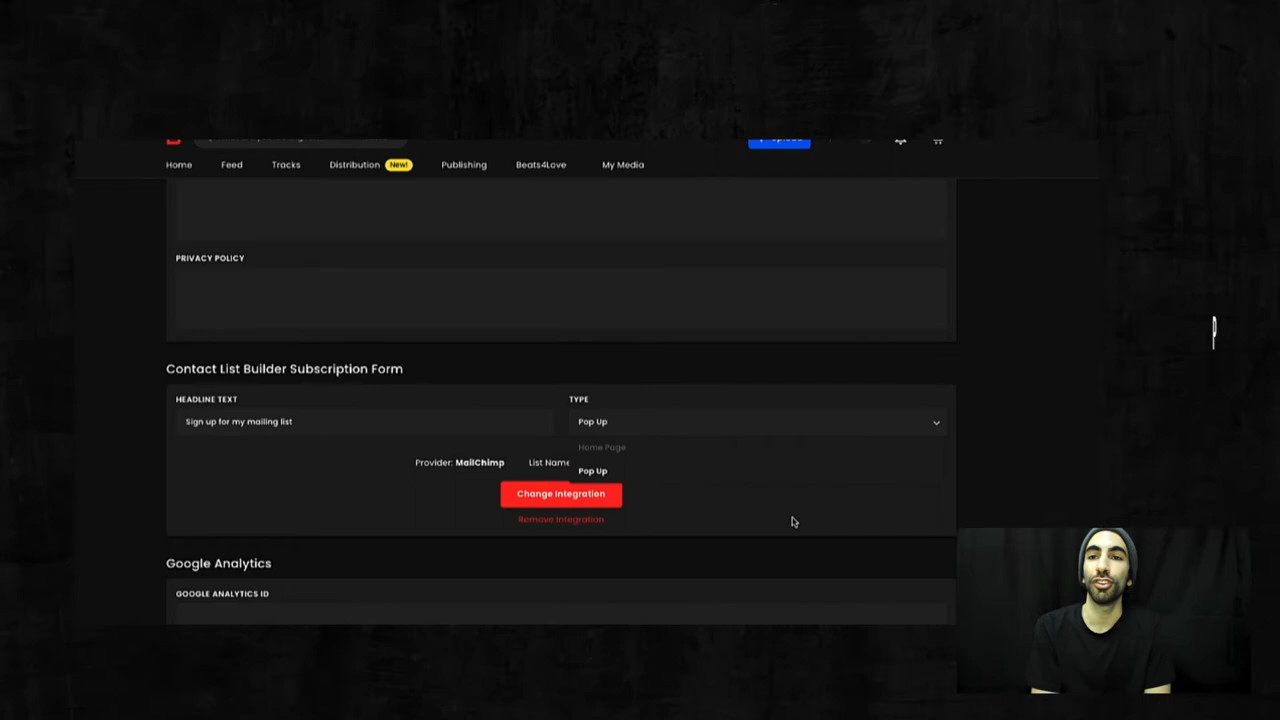 Home Feed Tracks Distribution New! Publishing Beats4Love My Media
PRIVACY POLICY
Contact List Builder Subscription Form
HEADLINE TEXT TYPE
Sign up for my mailing list Pop Up
Home Page
Provider: MailChimp List Name Pop Up
Change Integration
Remove Integration
Google Analytics
GOOGLE ANALYTICS ID